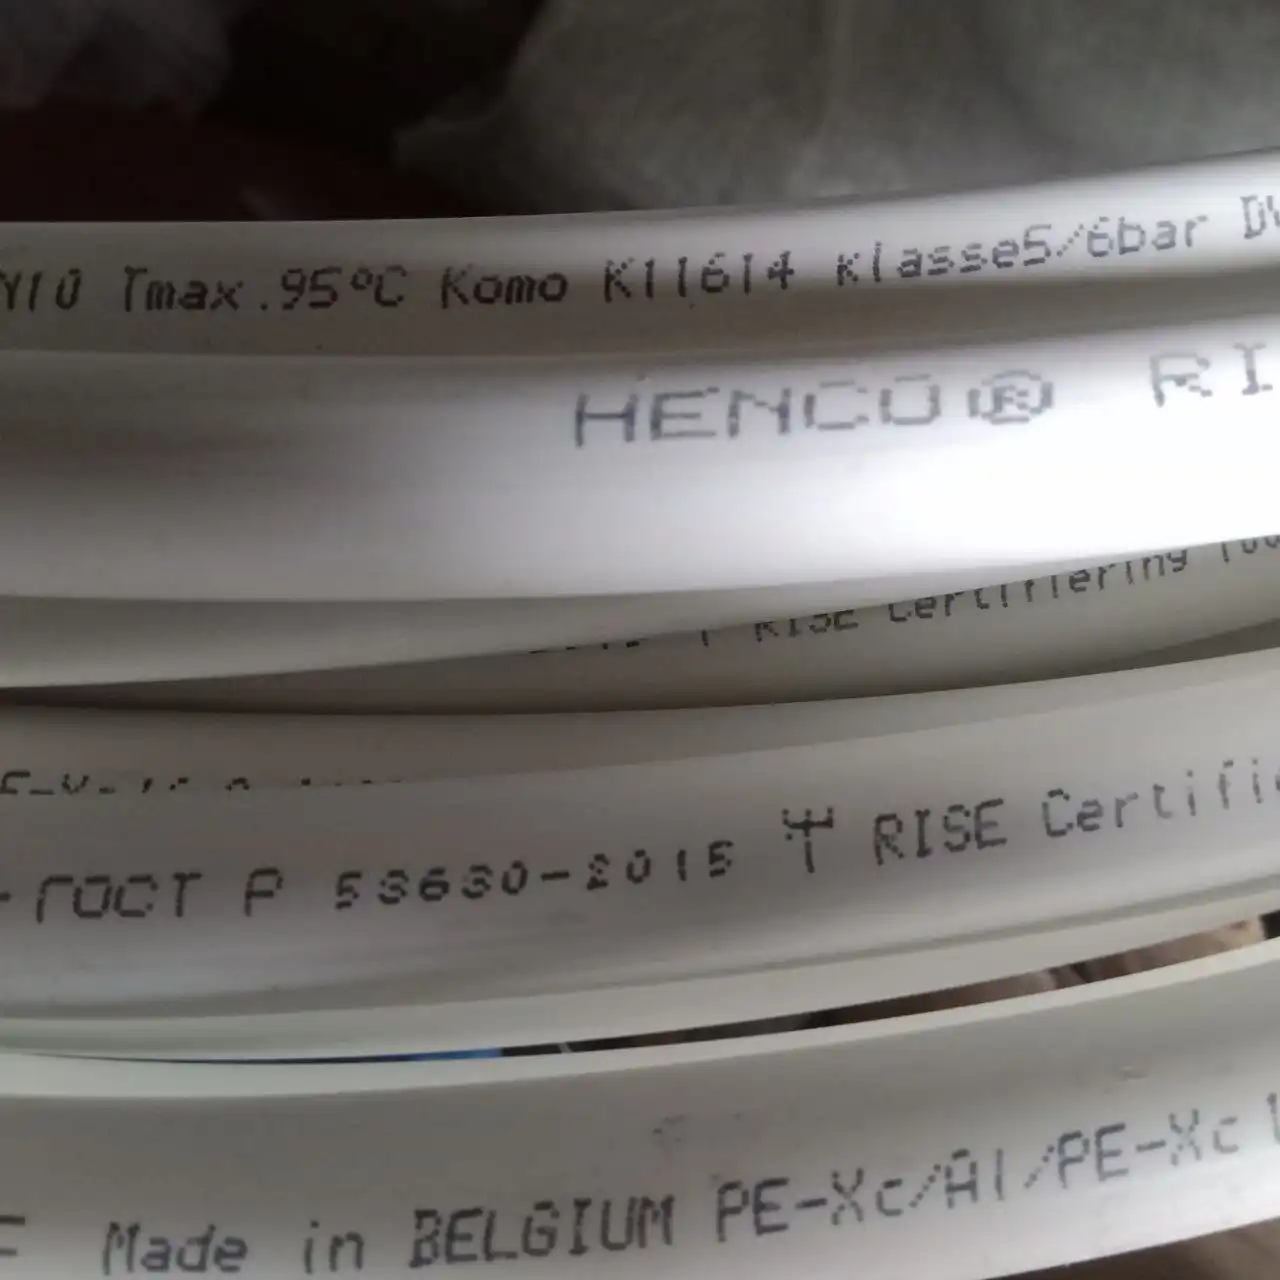 Tmax.95°C Komo K11614 klasse5/6bar
HENCO®
RISE Certifiering
ГОСТ Р 53630-2015 RISE
Made in BELGIUM PE-Xc/Al/PE-Xc